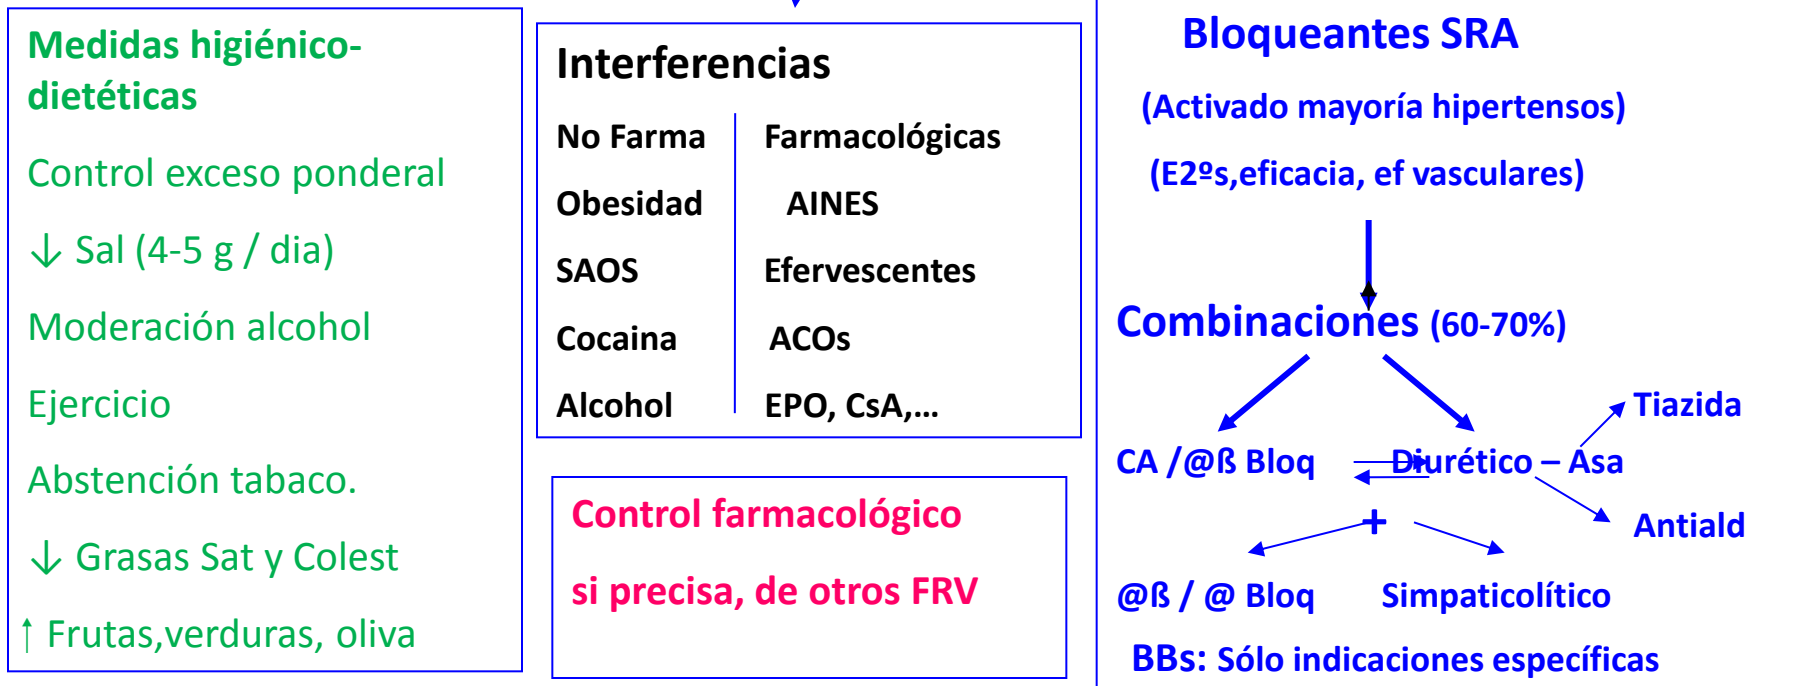 Medidas higiénico-
dietéticas
Control exceso ponderal
↓ Sal (4-5 g / dia)
Moderación alcohol
Ejercicio
Abstención tabaco.
↓ Grasas Sat y Colest
↑ Frutas,verduras, oliva
Interferencias
No Farma Farmacológicas
Obesidad AINES
SAOS Efervescentes
Cocaina ACOs
Alcohol EPO, CsA,...
Control farmacológico
si precisa, de otros FRV
Bloqueantes SRA
(Activado mayoría hipertensos)
(E2ºs,eficacia, ef vasculares)
Combinaciones (60-70%)
Tiazida
CA /@ß Bloq Diurético – Asa
Antiald
+
@ß / @ Bloq Simpaticolítico
BBs: Sólo indicaciones específicas